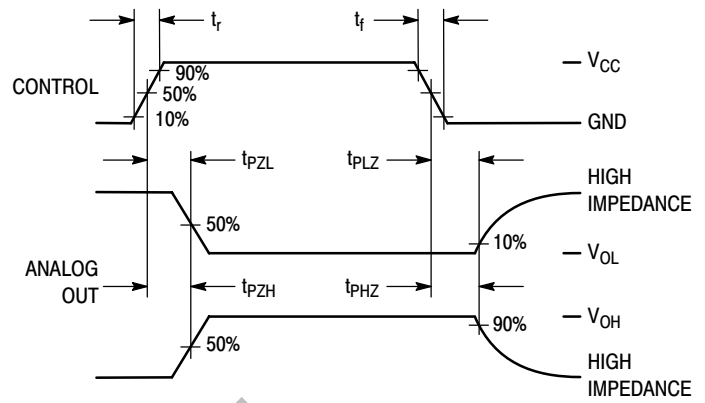 tr
tf
CONTROL
90%
50%
10%
VCC
GND
tPZL
tPLZ
HIGH
IMPEDANCE
50%
10%
VOL
ANALOG
OUT
tPZH
tPHZ
VOH
90%
50%
HIGH
IMPEDANCE